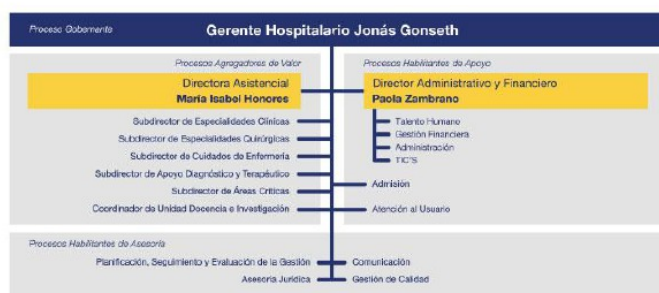 Proceso Gobernante
Gerente Hospitalario Jonás Gonseth
Procesos Agregadores de Valor
Directora Asistencial
María Isabel Honores
Subdirector de Especialidades Clínicas
Subdirector de Especialidades Quirúrgicas
Subdirector de Cuidados de Enfermería
Subdirector de Apoyo Diagnóstico y Terapéutico
Subdirector de Áreas Críticas
Coordinador de Unidad Docencia e Investigación
Procesos Habilitantes de Apoyo
Director Administrativo y Financiero
Paola Zambrano
Talento Humano
Gestión Financiera
Administración
TIC'S
Admisión
Atención al Usuario
Procesos Habilitantes de Asesoría
Planificación, Seguimiento y Evaluación de la Gestión
Asesoría Jurídica
Comunicación
Gestión de Calidad